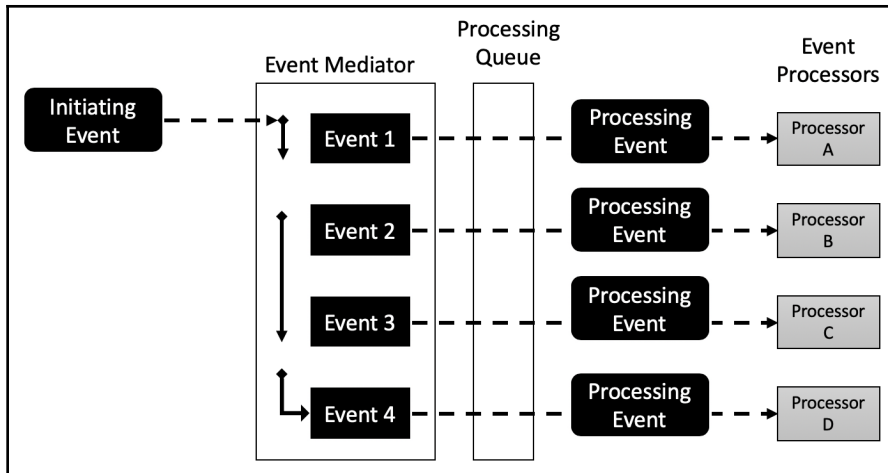 Processing
Queue
Event Mediator
Event
Processors
Initiating
Event
Event 1
Processing
Event
Processor
A
Event 2
Processing
Event
Processor
B
Event 3
Processing
Event
Processor
C
Event 4
Processing
Event
Processor
D